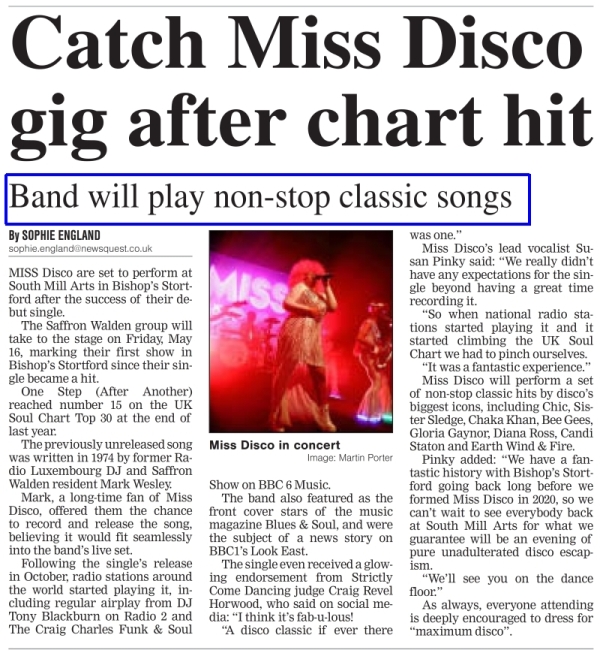 Catch Miss Disco
gig after chart hit
Band will play non-stop classic songs
By SOPHIE ENGLAND
sophie.england@newsquest.co.uk
MISS Disco are set to perform at
South Mill Arts in Bishop's Stort-
ford after the success of their de-
but single.
The Saffron Walden group will
take to the stage on Friday, May
16, marking their first show in
Bishop's Stortford since their sin-
gle became a hit.
One Step (After Another)
reached number 15 on the UK
Soul Chart Top 30 at the end of
last year.
The previously unreleased song
was written in 1974 by former Ra-
dio Luxembourg DJ and Saffron
Walden resident Mark Wesley.
Mark, a long-time fan of Miss
Disco, offered them the chance
to record and release the song,
believing it would fit seamlessly
into the band's live set.
Following the single's release
in October, radio stations around
the world started playing it, in-
cluding regular airplay from DJ
Tony Blackburn on Radio 2 and
The Craig Charles Funk & Soul
MISS
Miss Disco in concert
Image: Martin Porter
Show on BBC 6 Music.
The band also featured as the
front cover stars of the music
magazine Blues & Soul, and were
the subject of a news story on
BBC1's Look East.
The single even received a glow-
ing endorsement from Strictly
Come Dancing judge Craig Revel
Horwood, who said on social me-
dia: "I think it's fab-u-lous!
"A disco classic if ever there
was one."
Miss Disco's lead vocalist Su-
san Pinky said: "We really didn't
have any expectations for the sin-
gle beyond having a great time
recording it.
"So when national radio sta-
tions started playing it and it
started climbing the UK Soul
Chart we had to pinch ourselves.
"It was a fantastic experience."
Miss Disco will perform a set
of non-stop classic hits by disco's
biggest icons, including Chic, Sis-
ter Sledge, Chaka Khan, Bee Gees,
Gloria Gaynor, Diana Ross, Candi
Staton and Earth Wind & Fire.
Pinky added: "We have a fan-
tastic history with Bishop's Stort-
ford going back long before we
formed Miss Disco in 2020, so we
can't wait to see everybody back
at South Mill Arts for what we
guarantee will be an evening of
pure unadulterated disco escap-
ism.
"We'll see you on the dance
floor."
As always, everyone attending
is deeply encouraged to dress for
"maximum disco".